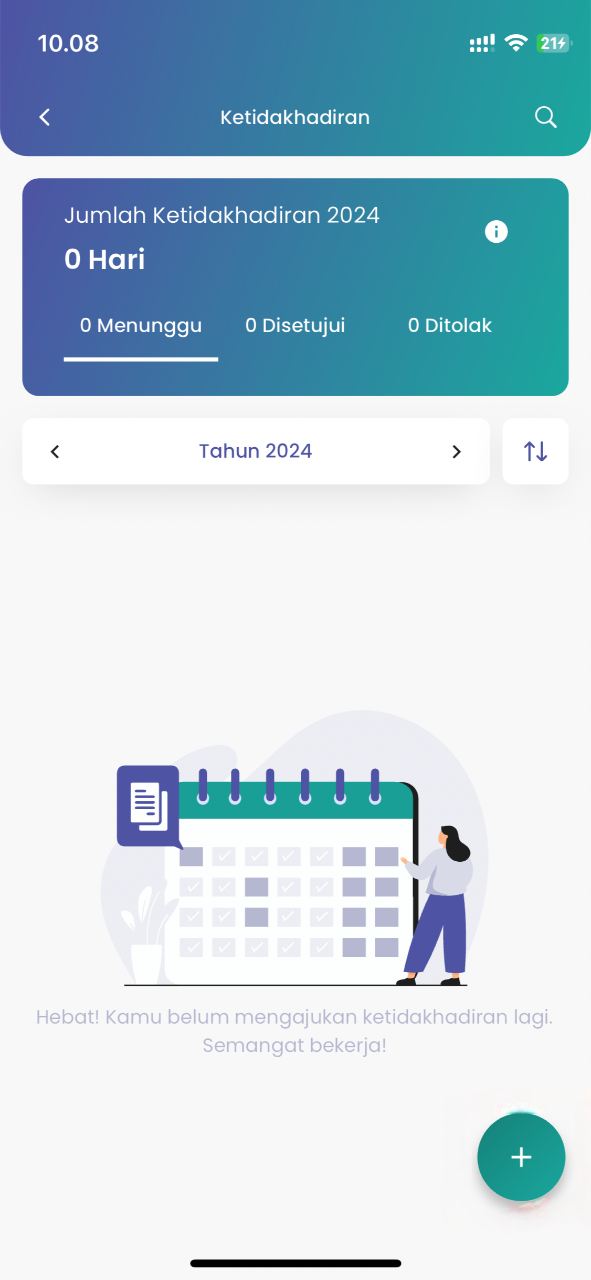 10.08
21
Ketidakhadiran
Jumlah Ketidakhadiran 2024
0 Hari
0 Menunggu
0 Disetujui
0 Ditolak
Tahun 2024
Hebat! Kamu belum mengajukan ketidakhadiran lagi.
Semangat bekerja!